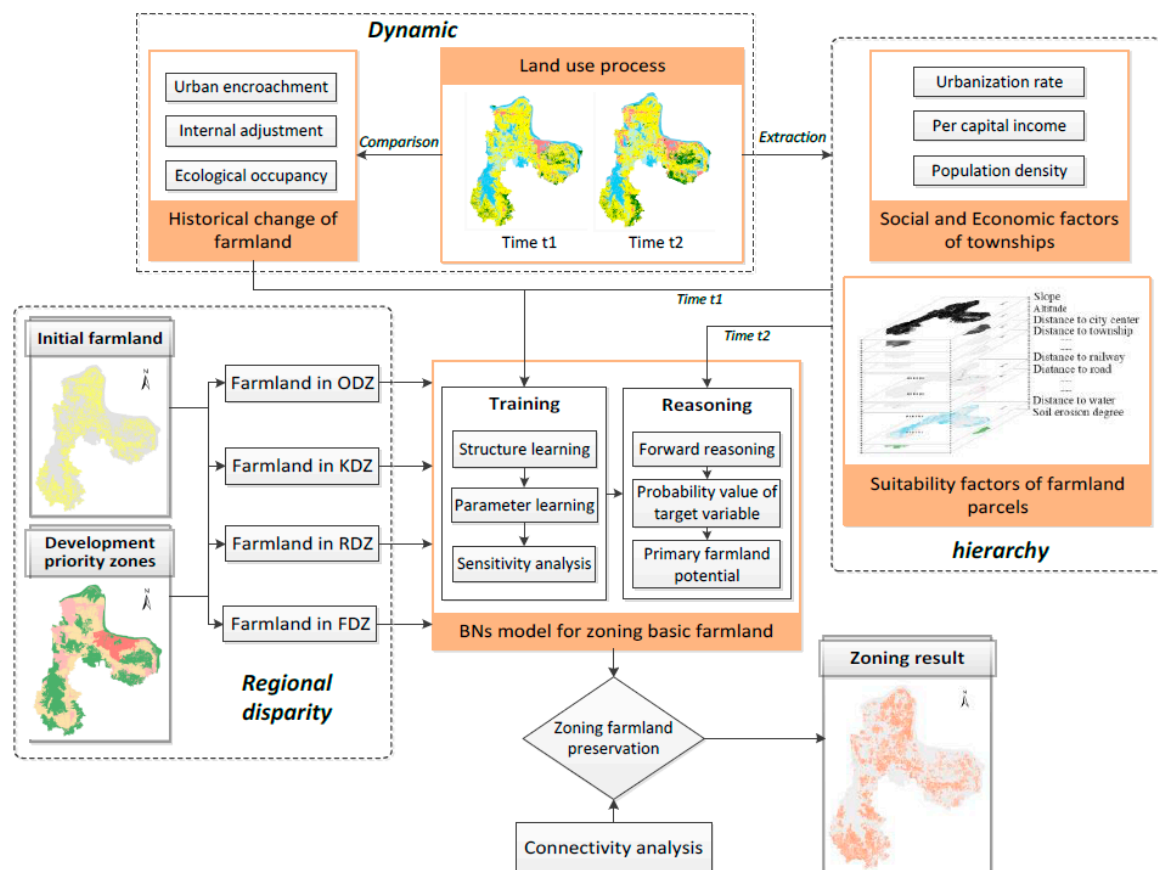 Dynamic
Urban encroachment
Internal adjustment
Ecological occupancy
Historical change of
farmland
Comparison
Land use process
Time t1
Time t2
Extraction
Urbanization rate
Per capital income
Population density
Social and Economic factors
of townships
Slope
Altitude
Distance to city center
Distance to township
Distance to railway
Diatance to road
Distance to water
Soil erosion degree
Suitability factors of farmland
parcels
hierarchy
Time t1
Time t2
Initial farmland
N
Development
priority zones
N
Farmland in ODZ
Farmland in KDZ
Farmland in RDZ
Farmland in FDZ
Regional
disparity
Training
Structure learning
Parameter learning
Sensitivity analysis
Reasoning
Forward reasoning
Probability value of
target variable
Primary farmland
potential
BNs model for zoning basic farmland
Zoning farmland
preservation
Connectivity analysis
Zoning result
N